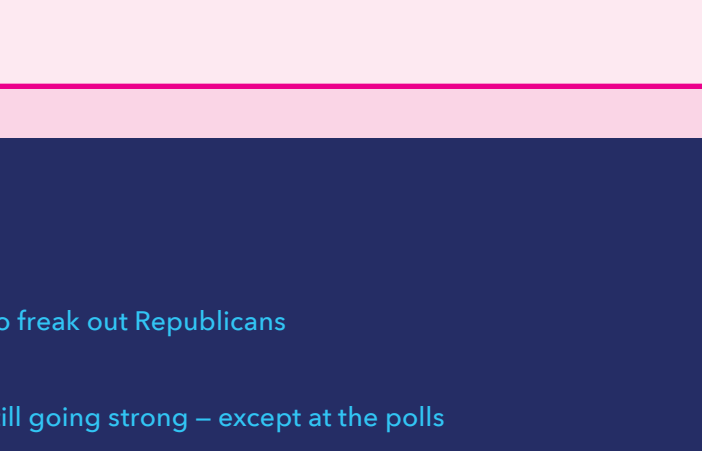 o freak out Republicans
ill going strong – except at the polls